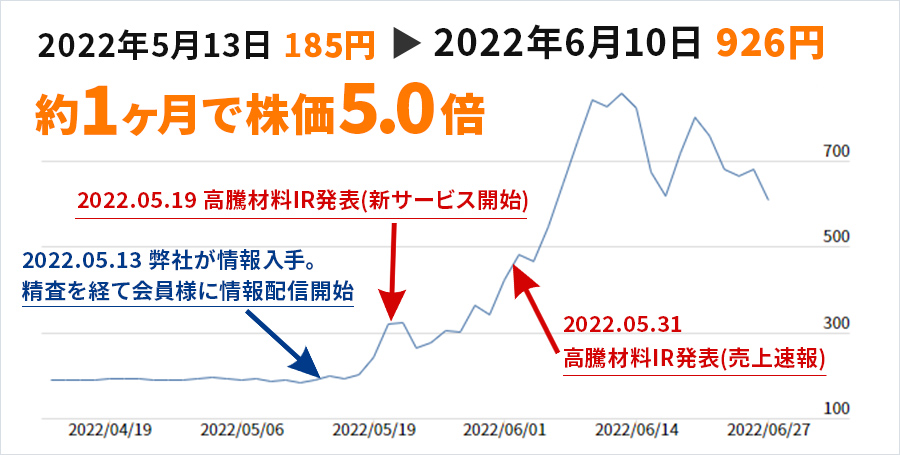 2022年5月13日 185円 ▶ 2022年6月10日 926円
約1ヶ月で株価5.0倍
700
2022.05.19 高騰材料IR発表(新サービス開始)
500
2022.05.13 弊社が情報入手。
精査を経て会員様に情報配信開始
2022.05.31
300
高騰材料IR発表(売上速報)
100
2022/04/19 2022/05/06 2022/05/19 2022/06/01 2022/06/14 2022/06/27